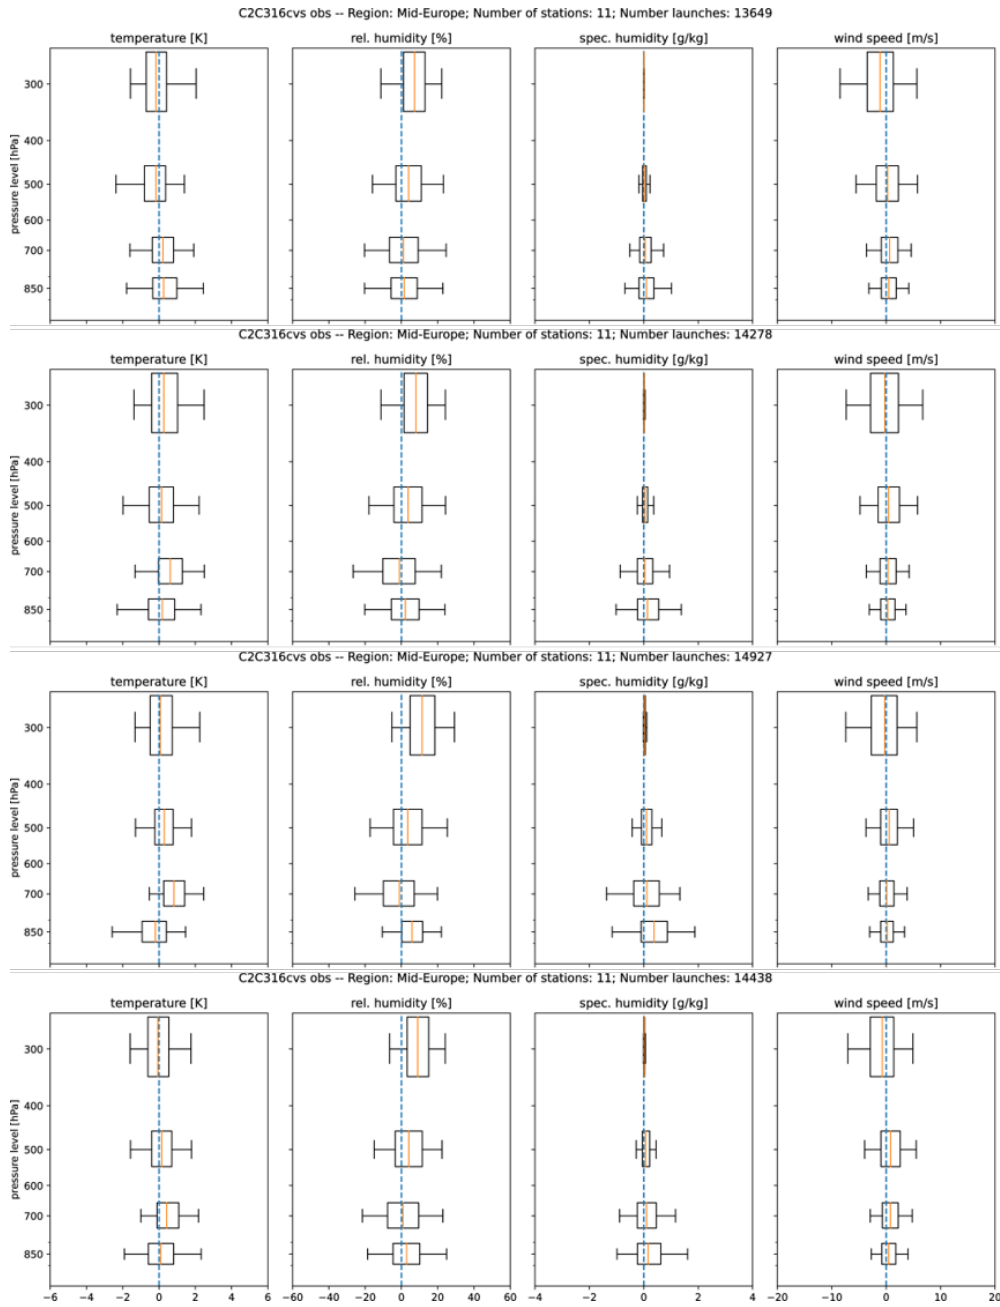 C2C316cvs obs -- Region: Mid-Europe; Number of stations: 11; Number launches: 13649
temperature [K] rel. humidity [%] spec. humidity [g/kg] wind speed [m/s]
300
400
500
600
700
850
pressure level [hPa]
C2C316cvs obs -- Region: Mid-Europe; Number of stations: 11; Number launches: 14278
temperature [K] rel. humidity [%] spec. humidity [g/kg] wind speed [m/s]
300
400
500
600
700
850
pressure level [hPa]
C2C316cvs obs -- Region: Mid-Europe; Number of stations: 11; Number launches: 14927
temperature [K] rel. humidity [%] spec. humidity [g/kg] wind speed [m/s]
300
400
500
600
700
850
pressure level [hPa]
C2C316cvs obs -- Region: Mid-Europe; Number of stations: 11; Number launches: 14438
temperature [K] rel. humidity [%] spec. humidity [g/kg] wind speed [m/s]
300
400
500
600
700
850
pressure level [hPa]
−6 −4 −2 0 2 4 6 −60 −40 −20 0 20 40 60 −4 −2 0 2 4 −20 −10 0 10 20